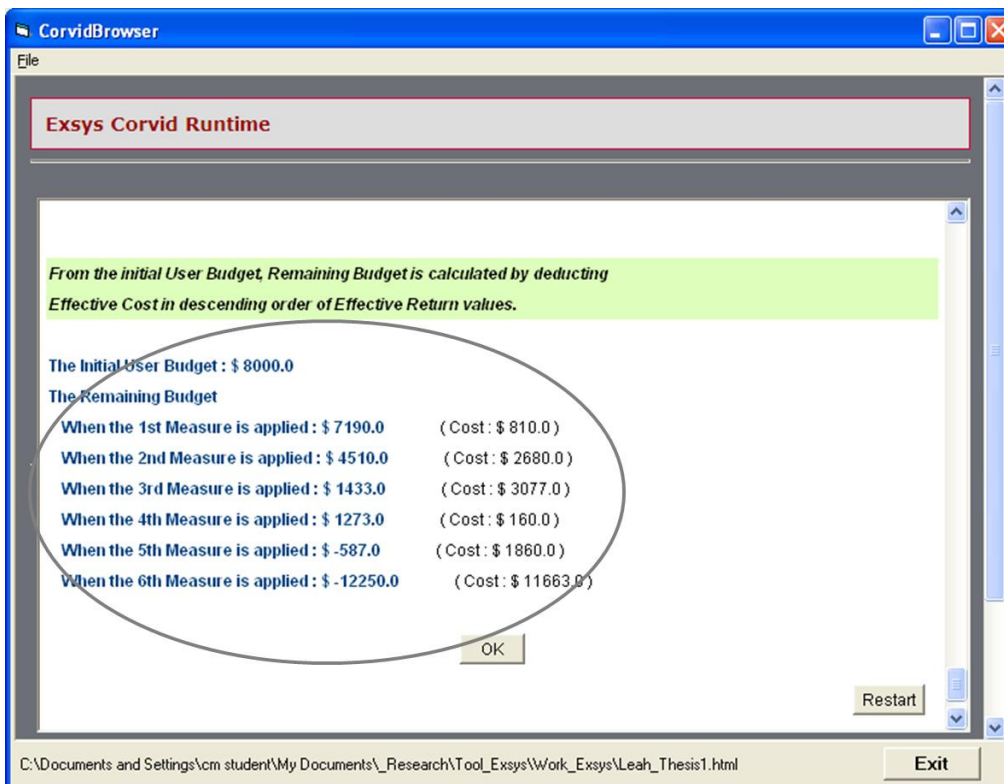 CorvidBrowser
File
Exsys Corvid Runtime
From the initial User Budget, Remaining Budget is calculated by deducting
Effective Cost in descending order of Effective Return values.
The Initial User Budget : $ 8000.0
The Remaining Budget
When the 1st Measure is applied : $ 7190.0 ( Cost : $ 810.0 )
When the 2nd Measure is applied : $ 4510.0 ( Cost : $ 2680.0 )
When the 3rd Measure is applied : $ 1433.0 ( Cost : $ 3077.0 )
When the 4th Measure is applied : $ 1273.0 ( Cost : $ 160.0 )
When the 5th Measure is applied : $ -587.0 ( Cost : $ 1860.0 )
When the 6th Measure is applied : $ -12250.0 ( Cost : $ 11663.0 )
OK
Restart
C:\Documents and Settings\cm student\My Documents\_Research\Tool_Exsys\Work_Exsys\Leah_Thesis1.html
Exit